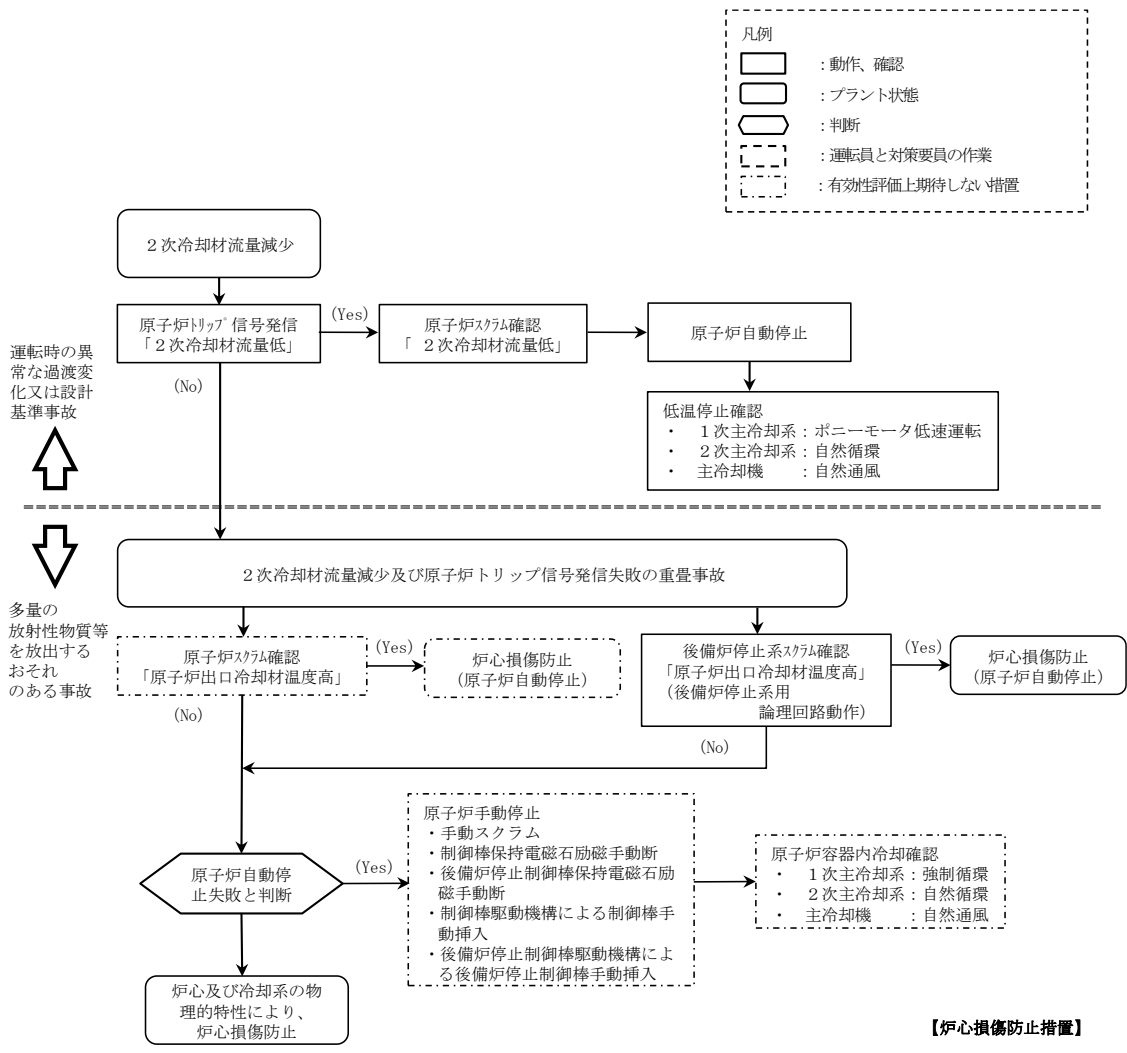 凡例
：動作、確認
：プラント状態
：判断
：運転員と対策要員の作業
：有効性評価上期待しない措置
２次冷却材流量減少
原子炉ﾄﾘｯﾌﾟ信号発信
「２次冷却材流量低」
(Yes)
原子炉ｽｸﾗﾑ確認
「 ２次冷却材流量低」
原子炉自動停止
(No)
運転時の異
常な過渡変
化又は設計
基準事故
低温停止確認
・ １次主冷却系：ポニーモータ低速運転
・ ２次主冷却系：自然循環
・ 主冷却機 ：自然通風
２次冷却材流量減少及び原子炉トリップ信号発信失敗の重畳事故
多量の
放射性物質等
を放出する
おそれ
のある事故
原子炉ｽｸﾗﾑ確認
「原子炉出口冷却材温度高」
(Yes)
炉心損傷防止
（原子炉自動停止）
後備炉停止系ｽｸﾗﾑ確認
「原子炉出口冷却材温度高」
（後備炉停止系用
論理回路動作）
(Yes)
炉心損傷防止
（原子炉自動停止）
(No)
(No)
原子炉自動停
止失敗と判断
(Yes)
原子炉手動停止
・手動スクラム
・制御棒保持電磁石励磁手動断
・後備炉停止制御棒保持電磁石励
磁手動断
・制御棒駆動機構による制御棒手
動挿入
・後備炉停止制御棒駆動機構によ
る後備炉停止制御棒手動挿入
原子炉容器内冷却確認
・ １次主冷却系：強制循環
・ ２次主冷却系：自然循環
・ 主冷却機 ：自然通風
炉心及び冷却系の物
理的特性により、
炉心損傷防止
【炉心損傷防止措置】